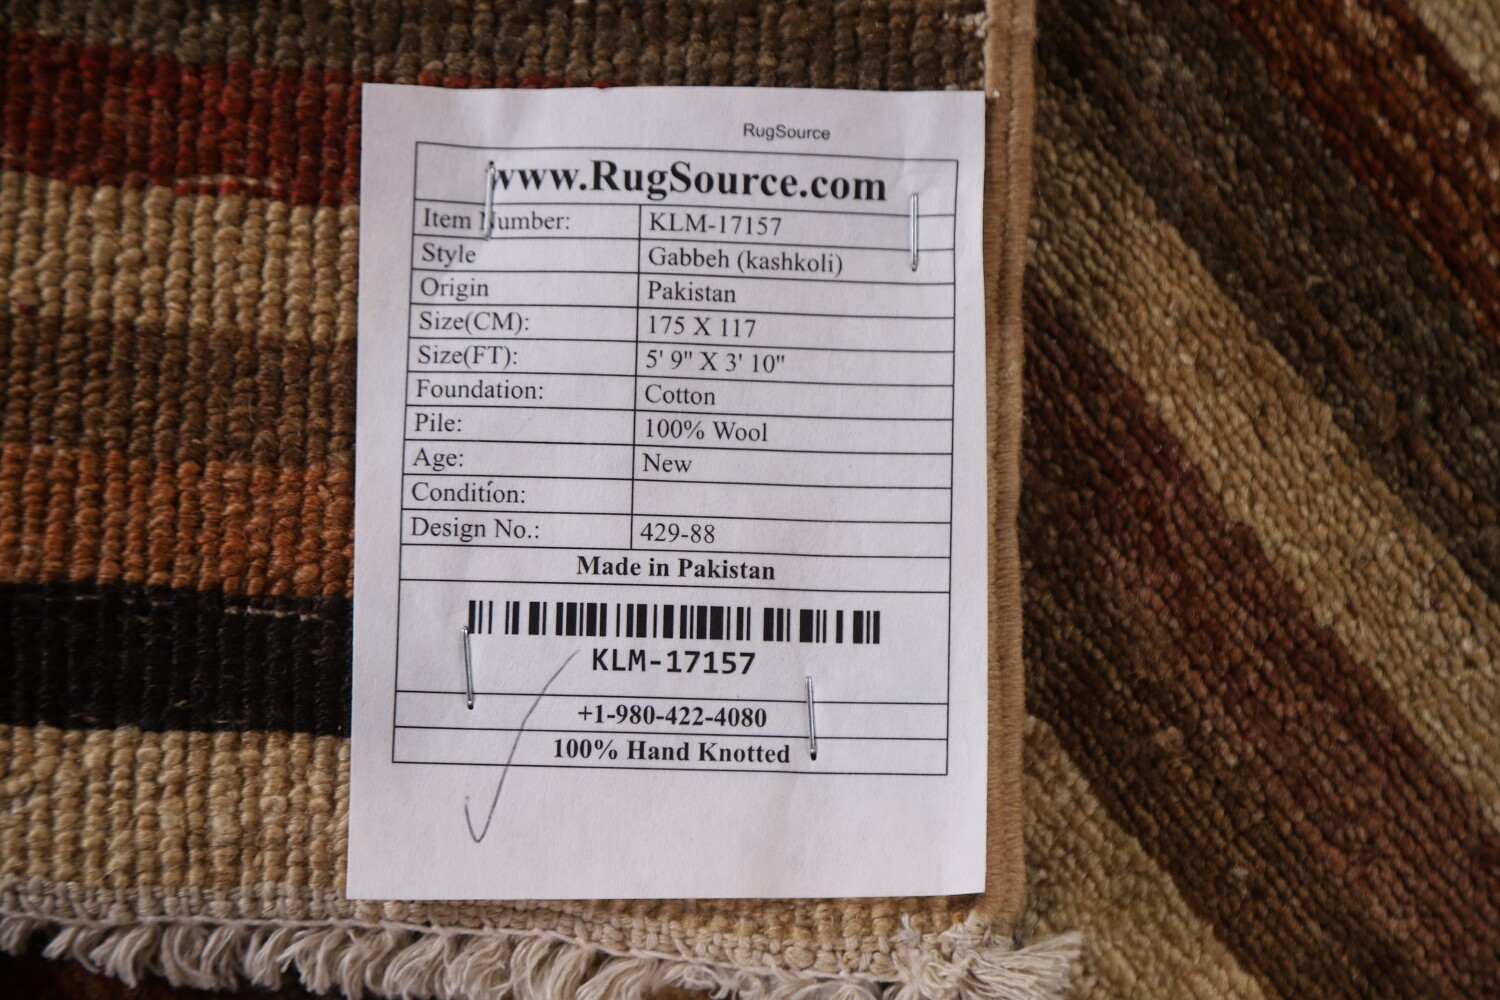 RugSource
www.RugSource.com
Item Number: KLM-17157
Style Gabbeh (kashkoli)
Origin Pakistan
Size(CM): 175 X 117
Size(FT): 5' 9" X 3' 10"
Foundation: Cotton
Pile: 100% Wool
Age: New
Condition:
Design No.: 429-88
Made in Pakistan
KLM-17157
+1-980-422-4080
100% Hand Knotted